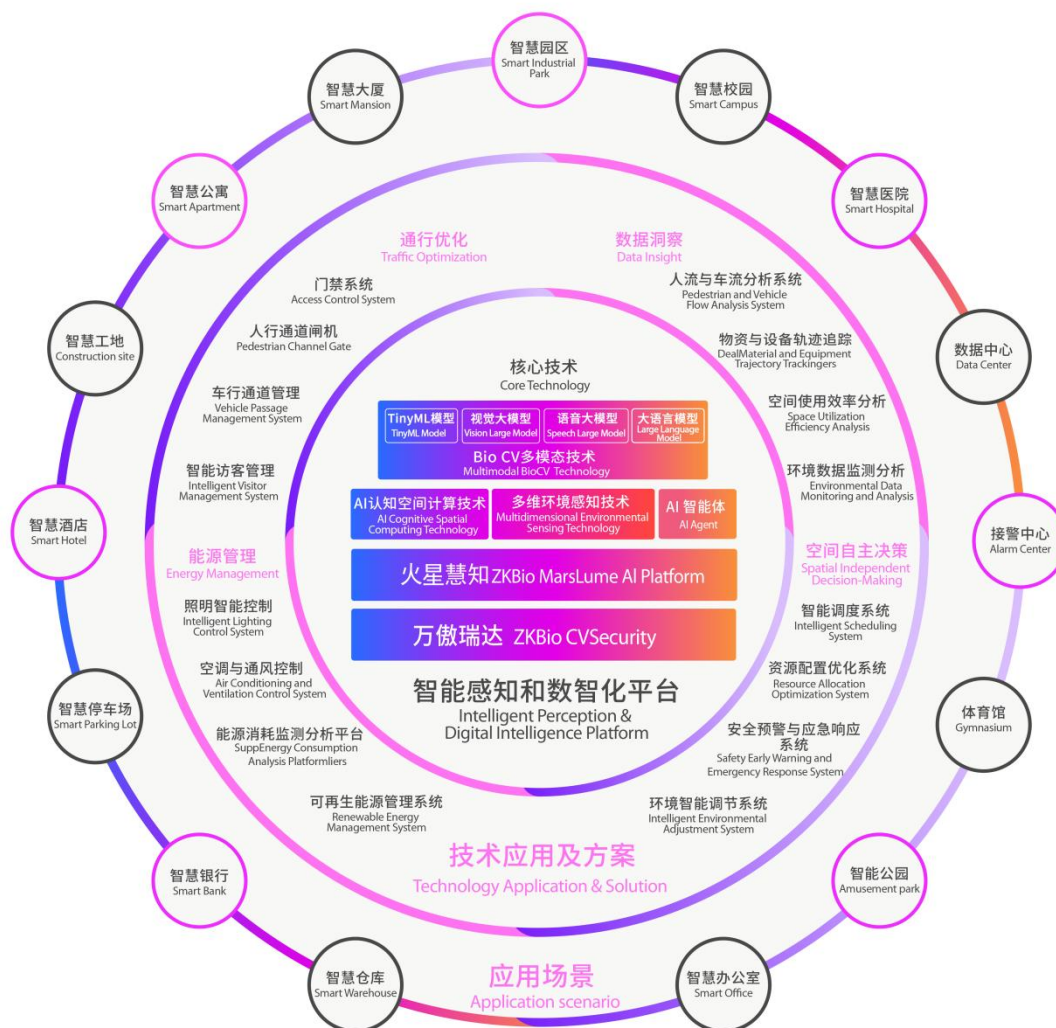 智慧园区
Smart Industrial
Park
智慧大厦
Smart Mansion
智慧校园
Smart Campus
智慧公寓
Smart Apartment
智慧医院
Smart Hospital
智慧工地
Construction site
数据中心
Data Center
智慧酒店
Smart Hotel
接警中心
Alarm Center
智慧停车场
Smart Parking Lot
体育馆
Gymnasium
智慧银行
Smart Bank
智能公园
Amusement park
智慧仓库
Smart Warehouse
智慧办公室
Smart Office
应用场景
Application scenario
通行优化
Traffic Optimization
门禁系统
Access Control System
人行通道闸机
Pedestrian Channel Gate
车行通道管理
Vehicle Passage
Management System
智能访客管理
Intelligent Visitor
Management System
数据洞察
Data Insight
人流与车流分析系统
Pedestrian and Vehicle
Flow Analysis System
物资与设备轨迹追踪
DealMaterial and Equipment
Trajectory Trackingers
空间使用效率分析
Space Utilization
Efficiency Analysis
环境数据监测分析
Environmental Data
Monitoring and Analysis
能源管理
Energy Management
照明智能控制
Intelligent Lighting
Control System
空调与通风控制
Air Conditioning and
Ventilation Control System
能源消耗监测分析平台
SuppEnergy Consumption
Analysis Platformliers
可再生能源管理系统
Renewable Energy
Management System
空间自主决策
Spatial Independent
Decision-Making
智能调度系统
Intelligent Scheduling
System
资源配置优化系统
Resource Allocation
Optimization System
安全预警与应急响应
系统
Safety Early Warning and
Emergency Response System
环境智能调节系统
Intelligent Environmental
Adjustment System
技术应用及方案
Technology Application & Solution
核心技术
Core Technology
TinyML模型
TinyML Model
视觉大模型
Vision Large Model
语音大模型
Speech Large Model
大语言模型
Large Language
Model
Bio CV多模态技术
Multimodal BioCV Technology
AI认知空间计算技术
AI Cognitive Spatial
Computing Technology
多维环境感知技术
Multidimensional Environmental
Sensing Technology
AI 智能体
AI Agent
火星慧知 ZKBio MarsLume AI Platform
万傲瑞达 ZKBio CVSecurity
智能感知和数智化平台
Intelligent Perception &
Digital Intelligence Platform